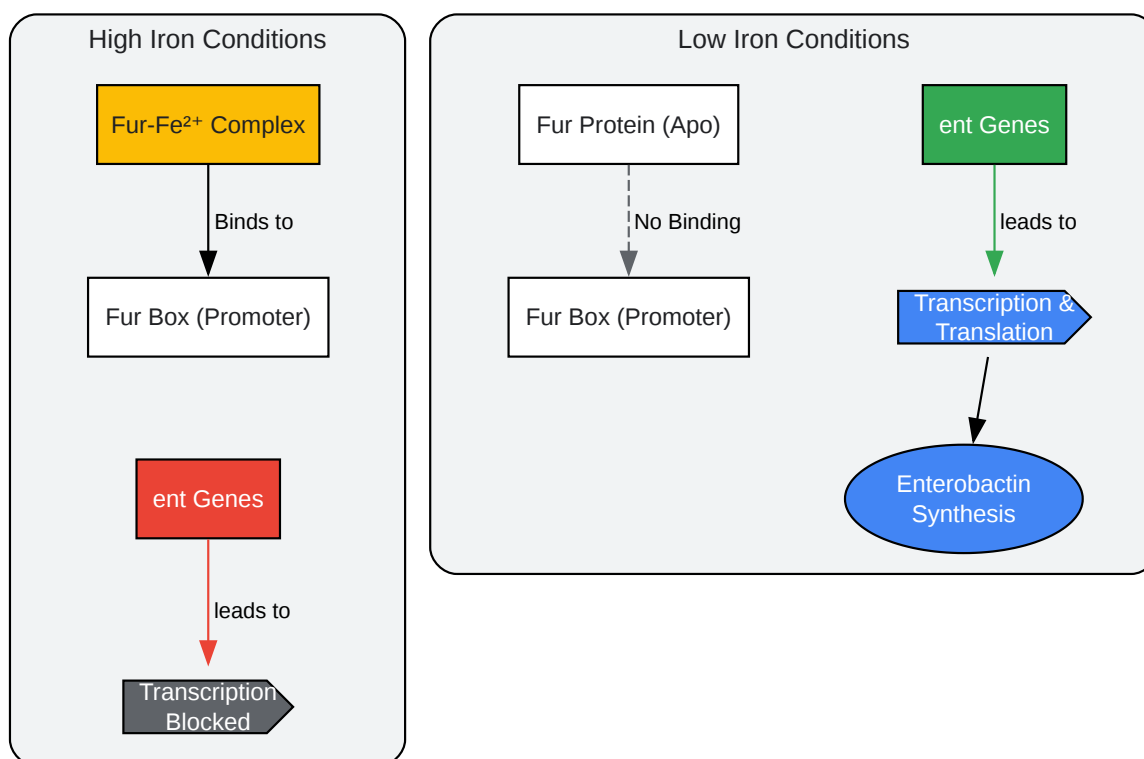 High Iron Conditions
Fur-Fe²⁺ Complex
Binds to
Fur Box (Promoter)
ent Genes
leads to
Transcription
Blocked
Low Iron Conditions
Fur Protein (Apo)
No Binding
Fur Box (Promoter)
ent Genes
leads to
Transcription &
Translation
Enterobactin
Synthesis